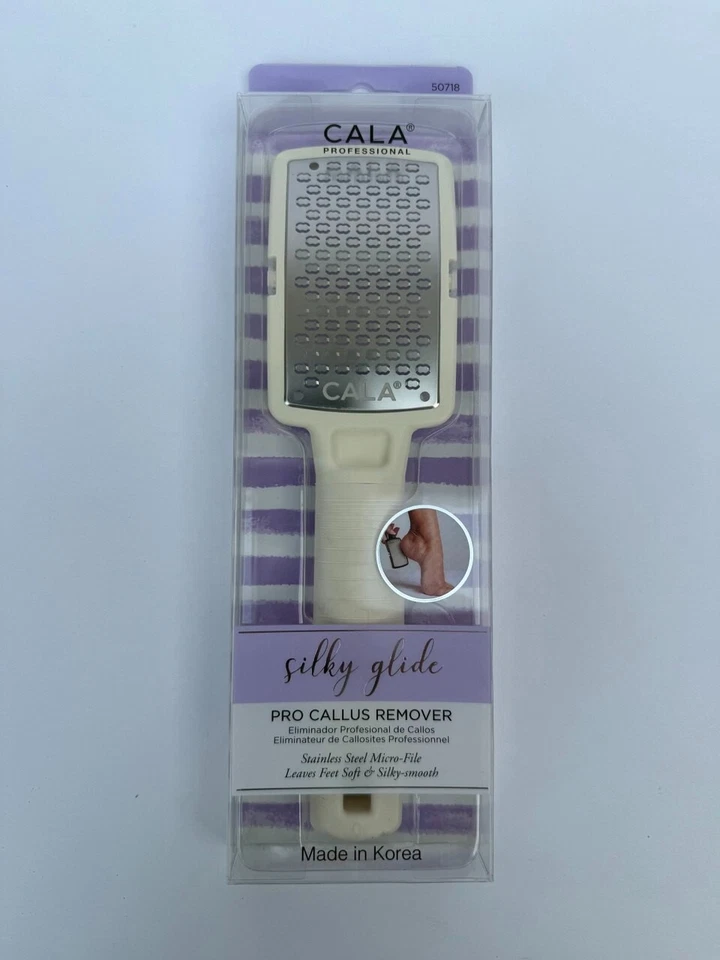 50718
CALA®
PROFESSIONAL
CALA®
silky glide
PRO CALLUS REMOVER
Eliminador Profesional de Callos
Eliminateur de Callosites Professionnel
Stainless Steel Micro-File
Leaves Feet Soft & Silky-smooth
Made in Korea